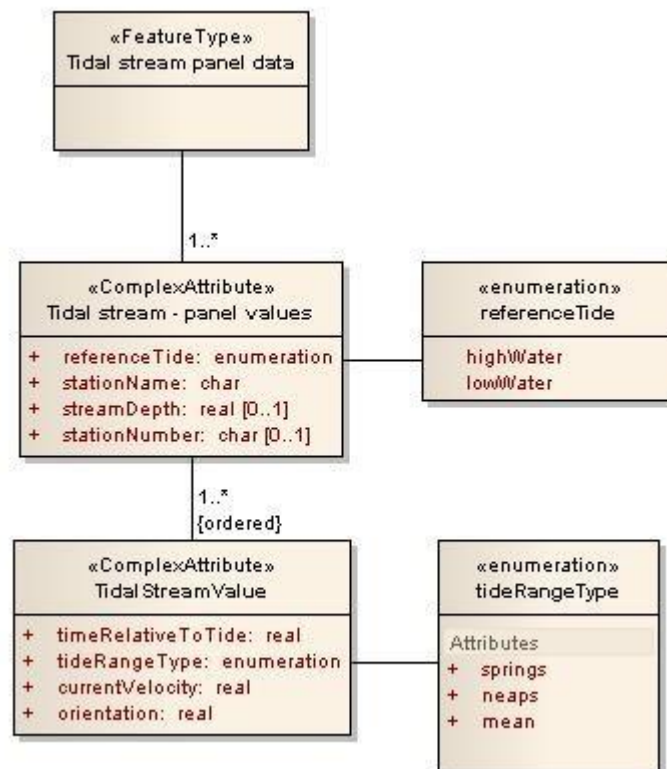 «FeatureType»
Tidal stream panel data
1..*
«ComplexAttribute»
Tidal stream - panel values
+ referenceTide: enumeration
+ stationName: char
+ streamDepth: real [0..1]
+ stationNumber: char [0..1]
«enumeration»
referenceTide
highWater
lowWater
1..*
{ordered}
«ComplexAttribute»
TidalStreamValue
+ timeRelativeToTide: real
+ tideRangeType: enumeration
+ currentVelocity: real
+ orientation: real
«enumeration»
tideRangeType
Attributes
+ springs
+ neaps
+ mean